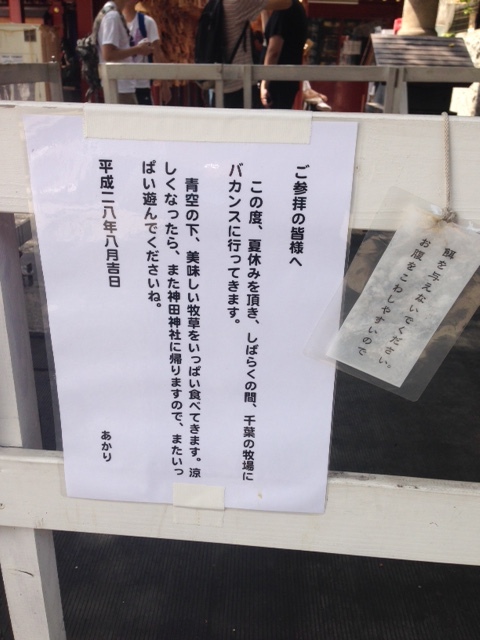 ご参拝の皆様へ
この度、夏休みを頂き、しばらくの間、千葉の牧場に
バカンスに行ってきます。
青空の下、美味しい牧草をいっぱい食べてきます。涼
しくなったら、また神田神社に帰りますので、またいっ
ぱい遊んでくださいね。
平成二八年八月吉日
あかり
餌を与えないでください。
お腹をこわしやすいので